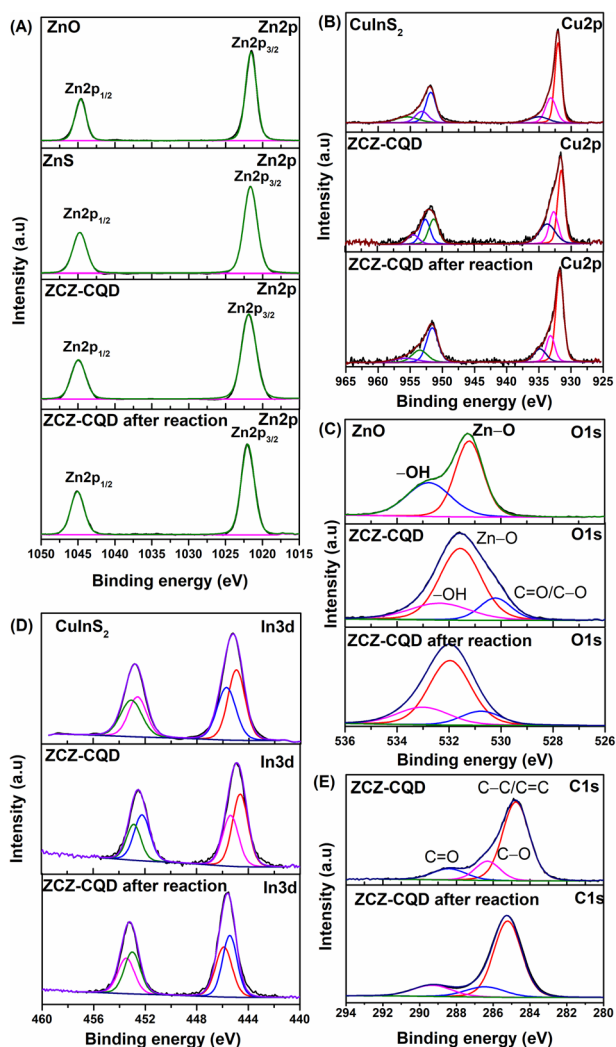 (A) ZnO Zn2p
Zn2p3/2
Zn2p1/2
ZnS Zn2p
Zn2p3/2
Zn2p1/2
ZCZ-CQD Zn2p
Zn2p3/2
Zn2p1/2
ZCZ-CQD after reaction Zn2p
Zn2p3/2
Zn2p1/2
1050 1045 1040 1035 1030 1025 1020 1015
Binding energy (eV)
Intensity (a.u)
(B) CuInS2 Cu2p
ZCZ-CQD Cu2p
ZCZ-CQD after reaction Cu2p
965 960 955 950 945 940 935 930 925
Binding energy (eV)
Intensity (a.u)
(C) ZnO Zn–O O1s
–OH
ZCZ-CQD Zn–O O1s
–OH C=O/C–O
ZCZ-CQD after reaction O1s
536 534 532 530 528 526
Binding energy (eV)
Intensity (a.u)
(D) CuInS2 In3d
ZCZ-CQD In3d
ZCZ-CQD after reaction In3d
460 456 452 448 444 440
Binding energy (eV)
Intensity (a.u)
(E) ZCZ-CQD C–C/C=C C1s
C=O C–O
ZCZ-CQD after reaction C1s
294 292 290 288 286 284 282 280
Binding energy (eV)
Intensity (a.u)